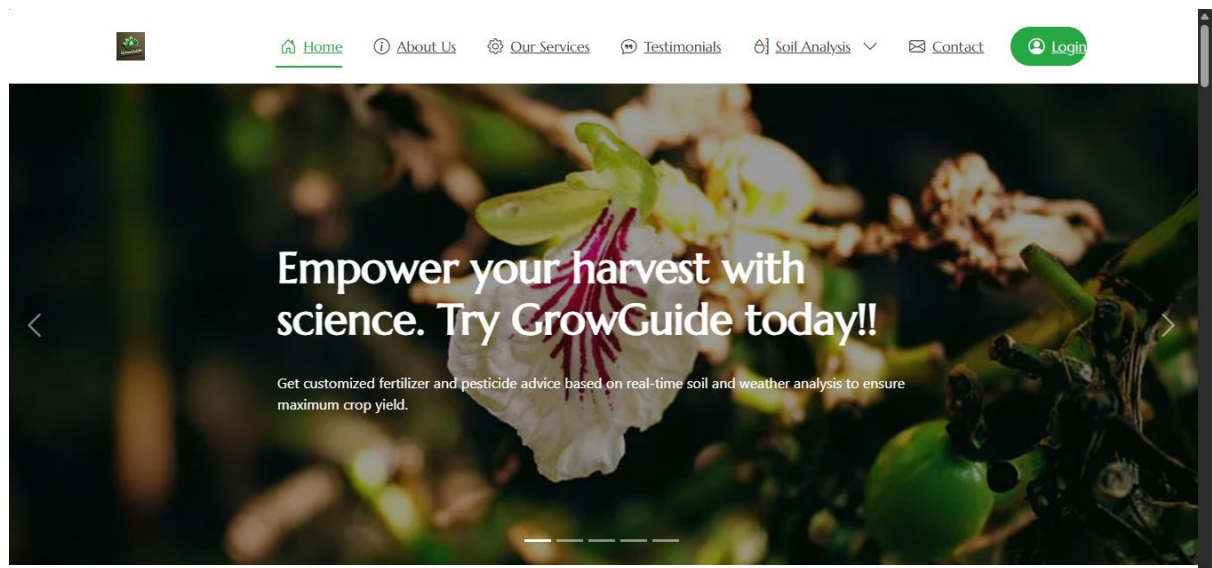 GrowGuide
Home
About Us
Our Services
Testimonials
Soil Analysis
Contact
Login
Empower your harvest with
science. Try GrowGuide today!!
Get customized fertilizer and pesticide advice based on real-time soil and weather analysis to ensure
maximum crop yield.